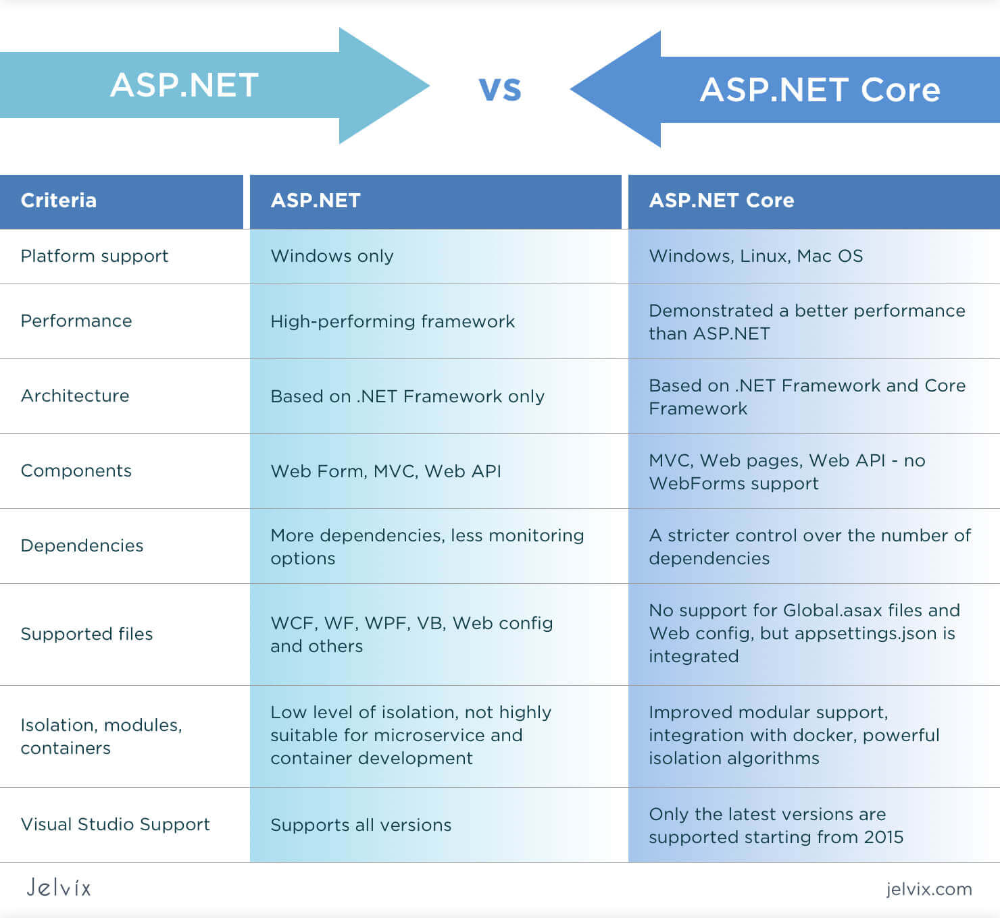 ASP.NET
vs
ASP.NET Core
Criteria
ASP.NET
ASP.NET Core
Platform support
Windows only
Windows, Linux, Mac OS
Performance
High-performing framework
Demonstrated a better performance
than ASP.NET
Architecture
Based on .NET Framework only
Based on .NET Framework and Core
Framework
Components
Web Form, MVC, Web API
MVC, Web pages, Web API - no
WebForms support
Dependencies
More dependencies, less monitoring
options
A stricter control over the number of
dependencies
Supported files
WCF, WF, WPF, VB, Web config
and others
No support for Global.asax files and
Web config, but appsettings.json is
integrated
Isolation, modules,
containers
Low level of isolation, not highly
suitable for microservice and
container development
Improved modular support,
integration with docker, powerful
isolation algorithms
Visual Studio Support
Supports all versions
Only the latest versions are
supported starting from 2015
Jelvix
jelvix.com